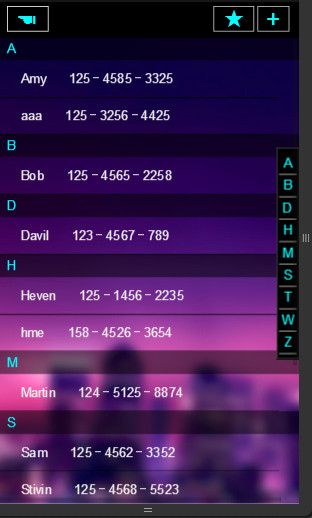 A
Amy 125 - 4585 - 3325
aaa 125 - 3256 - 4425
B
Bob 125 - 4565 - 2258
D
Davil 123 - 4567 - 789
H
Heven 125 - 1456 - 2235
hme 158 - 4526 - 3654
M
Martin 124 - 5125 - 8874
S
Sam 125 - 4562 - 3352
Stivin 125 - 4568 - 5523
A
B
D
H
M
S
T
W
Z